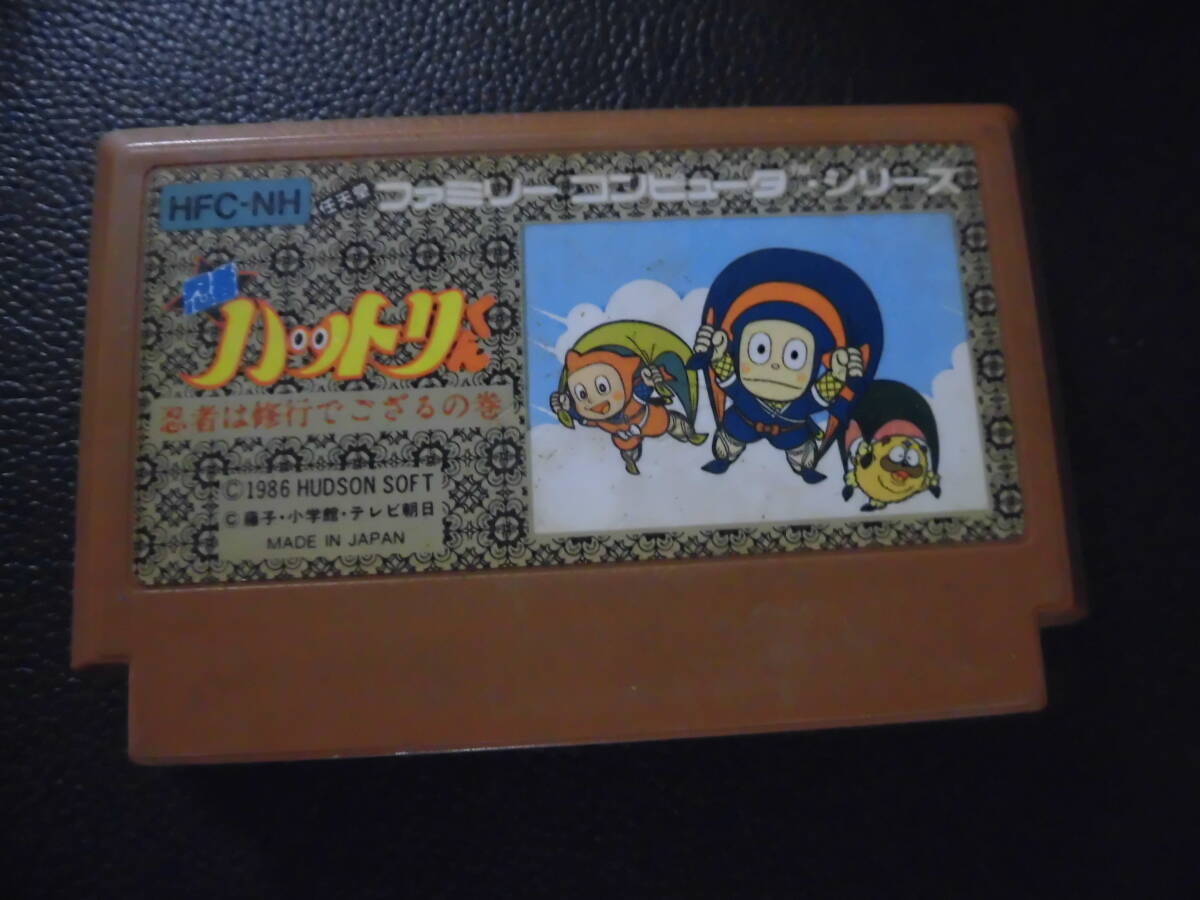 HFC-NH
任天堂 ファミリー コンピュータ™・シリーズ
ハットリくん
忍者は修行でござるの巻
© 1986 HUDSON SOFT
© 藤子・小学館・テレビ朝日
MADE IN JAPAN